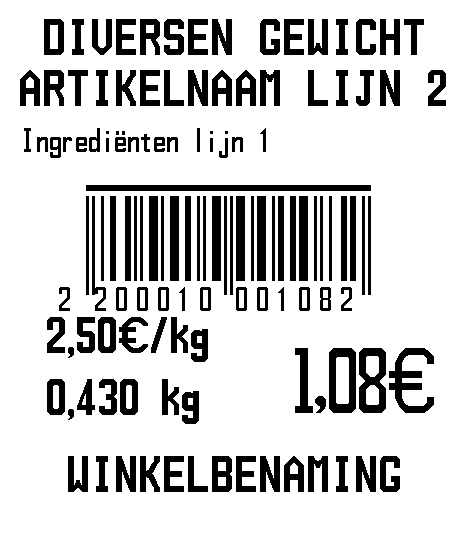 DIVERSEN GEWICHT
ARTIKELNAAM LIJN 2
Ingrediënten lijn 1
2 200010 001082
2,50€/kg
0,430 kg
1,08€
WINKELBENAMING